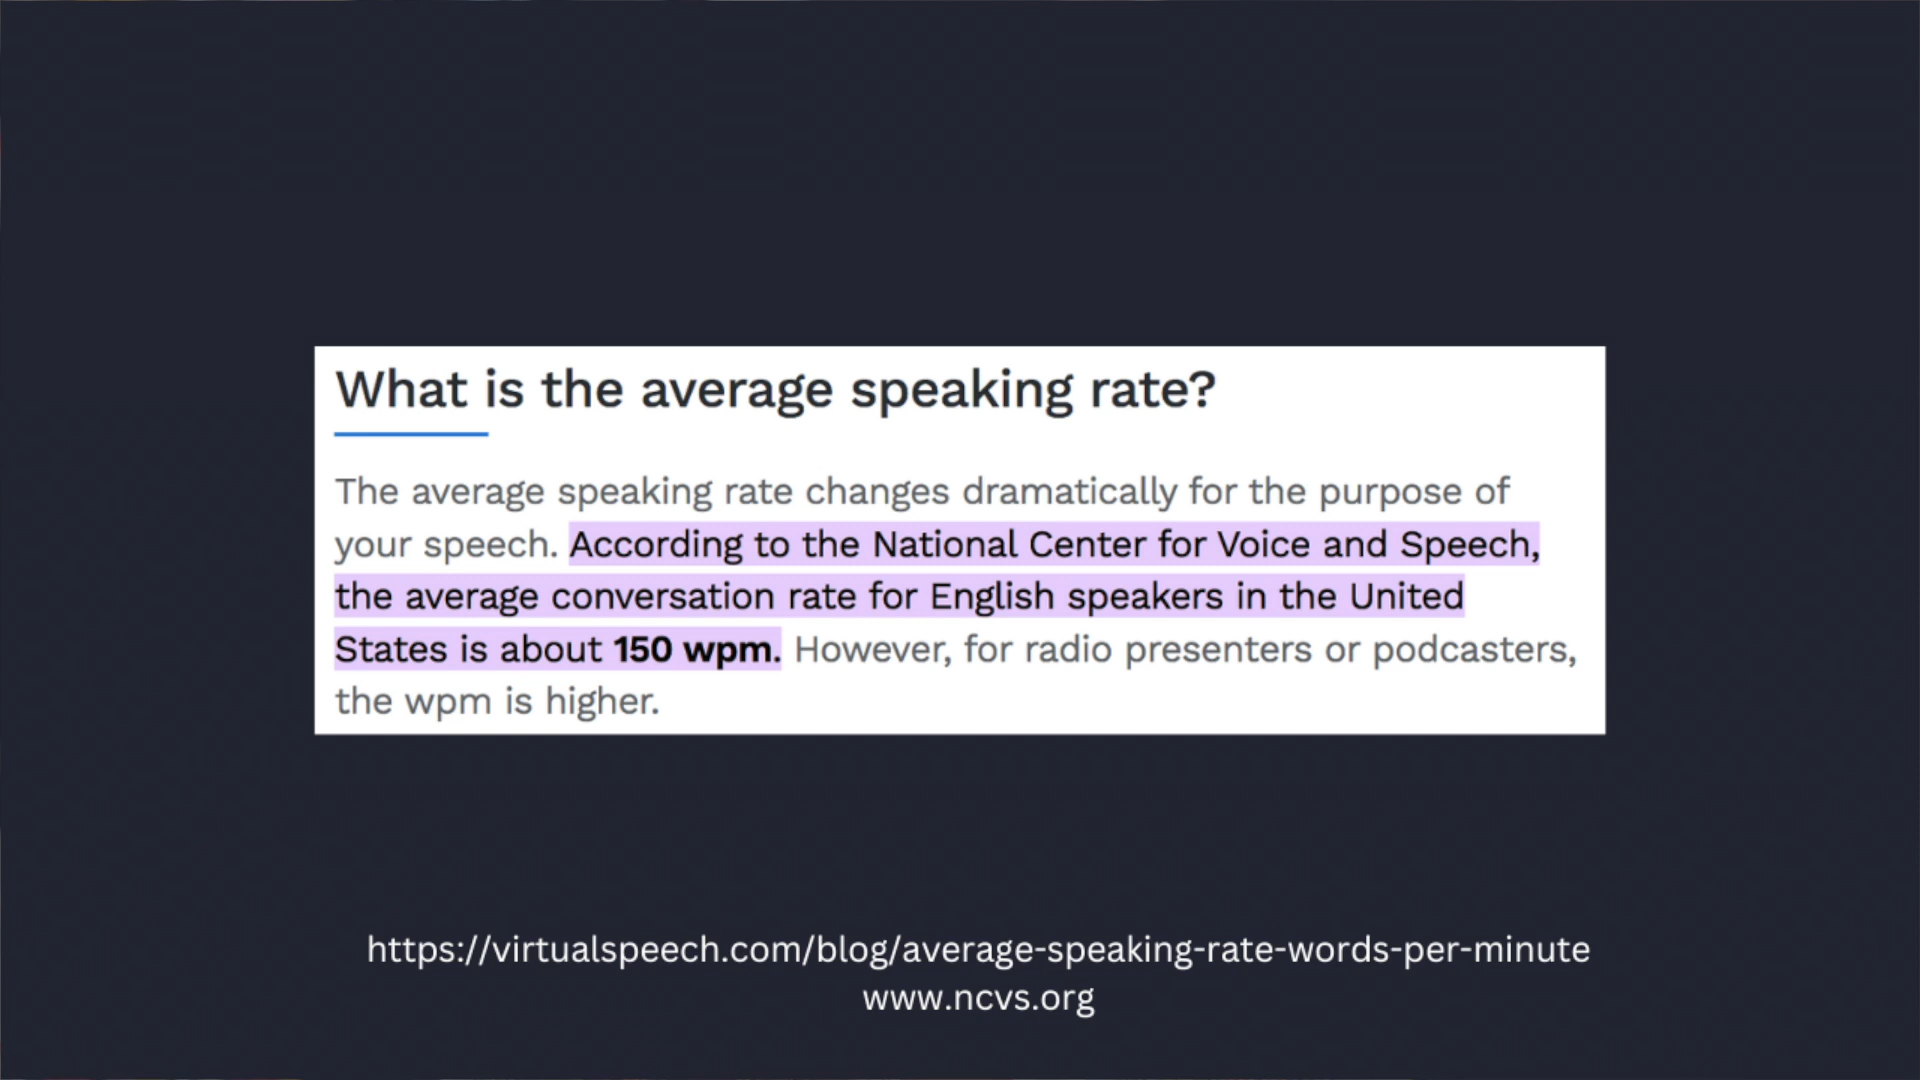 What is the average speaking rate?
The average speaking rate changes dramatically for the purpose of
your speech. According to the National Center for Voice and Speech,
the average conversation rate for English speakers in the United
States is about 150 wpm. However, for radio presenters or podcasters,
the wpm is higher.
https://virtualspeech.com/blog/average-speaking-rate-words-per-minute
www.ncvs.org